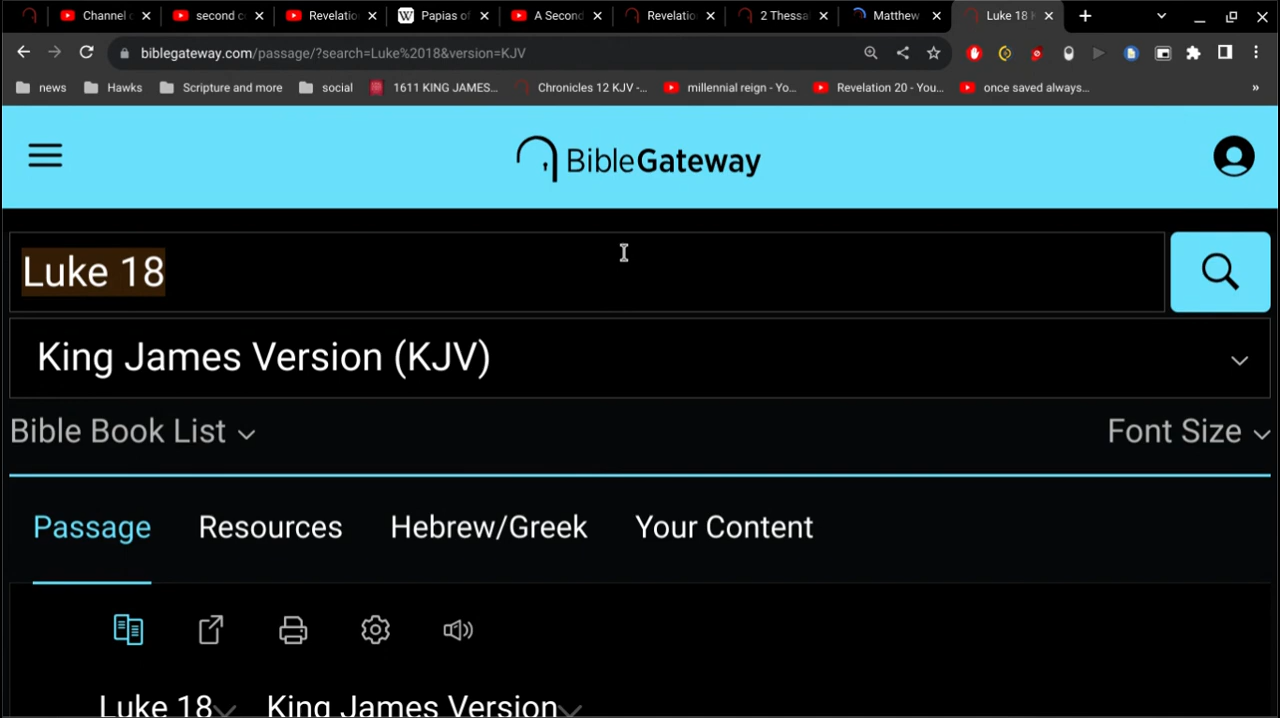 Channel
second c
Revelatio
Papias of
A Second
Revelatio
2 Thessa
Matthew
Luke 18
biblegateway.com/passage/?search=Luke%2018&version=KJV
news
Hawks
Scripture and more
social
1611 KING JAMES...
Chronicles 12 KJV -...
millennial reign - Yo...
Revelation 20 - You...
once saved always...
»
BibleGateway
Luke 18
King James Version (KJV)
Bible Book List
Font Size
Passage
Resources
Hebrew/Greek
Your Content
Luke 18
King James Version